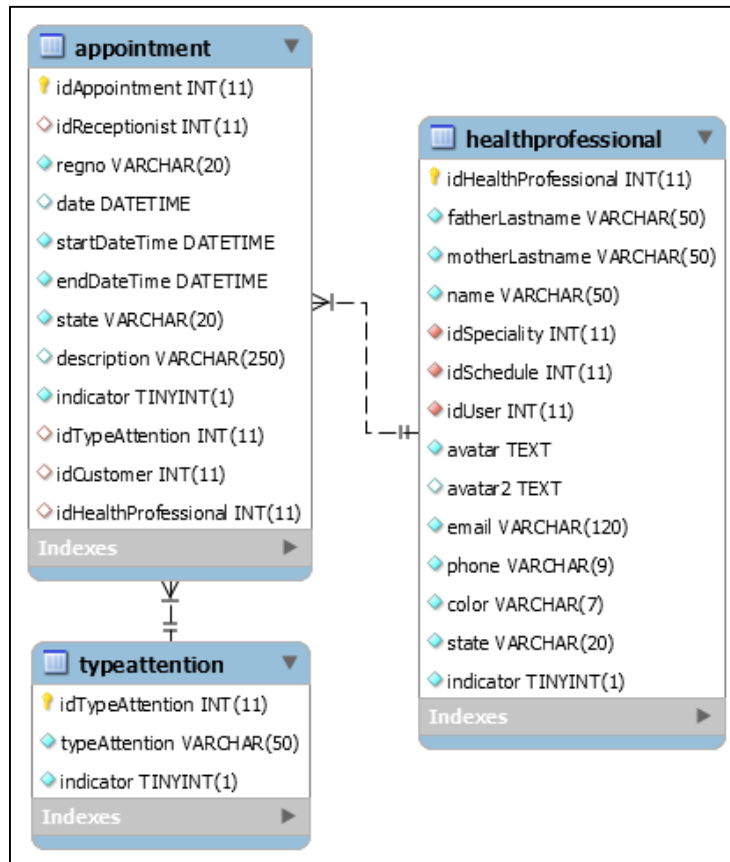 appointment
idAppointment INT(11)
idReceptionist INT(11)
regno VARCHAR(20)
date DATETIME
startDateTime DATETIME
endDateTime DATETIME
state VARCHAR(20)
description VARCHAR(250)
indicator TINYINT(1)
idTypeAttention INT(11)
idCustomer INT(11)
idHealthProfessional INT(11)
Indexes
healthprofessional
idHealthProfessional INT(11)
fatherLastname VARCHAR(50)
motherLastname VARCHAR(50)
name VARCHAR(50)
idSpeciality INT(11)
idSchedule INT(11)
idUser INT(11)
avatar TEXT
avatar2 TEXT
email VARCHAR(120)
phone VARCHAR(9)
color VARCHAR(7)
state VARCHAR(20)
indicator TINYINT(1)
Indexes
typeattention
idTypeAttention INT(11)
typeAttention VARCHAR(50)
indicator TINYINT(1)
Indexes